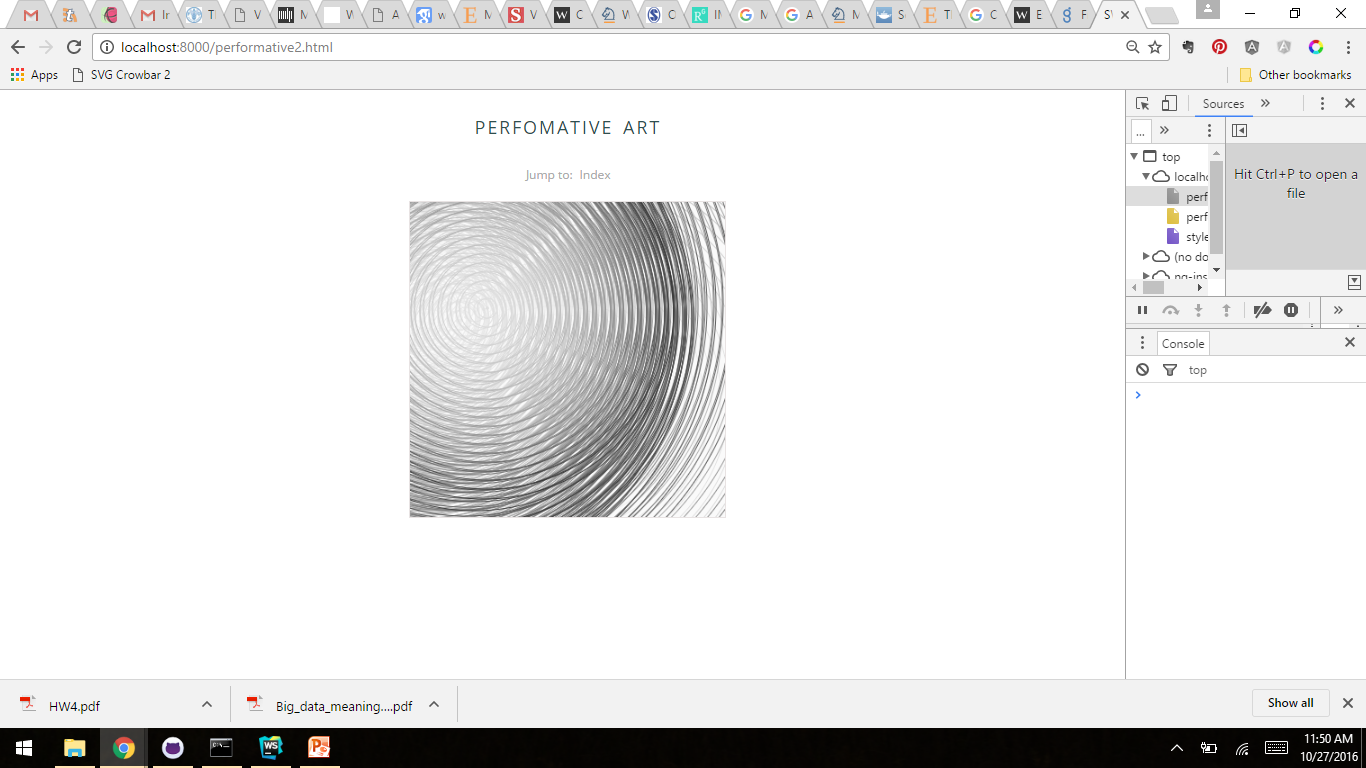 localhost:8000/performative2.html
Apps
SVG Crowbar 2
Other bookmarks
PERFOMATIVE ART
Jump to: Index
Sources
...
top
Hit Ctrl+P to open a
file
Console
top
HW4.pdf
Big_data_meaning....pdf
Show all
11:50 AM
10/27/2016